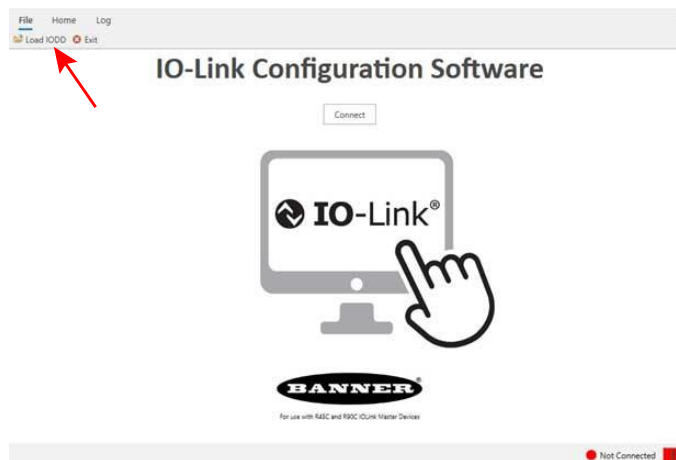 File Home Log
Load IODD Exit
IO-Link Configuration Software
Connect
IO-Link®
BANNER
For use with R45C and R90C IOLink Master Devices
Not Connected